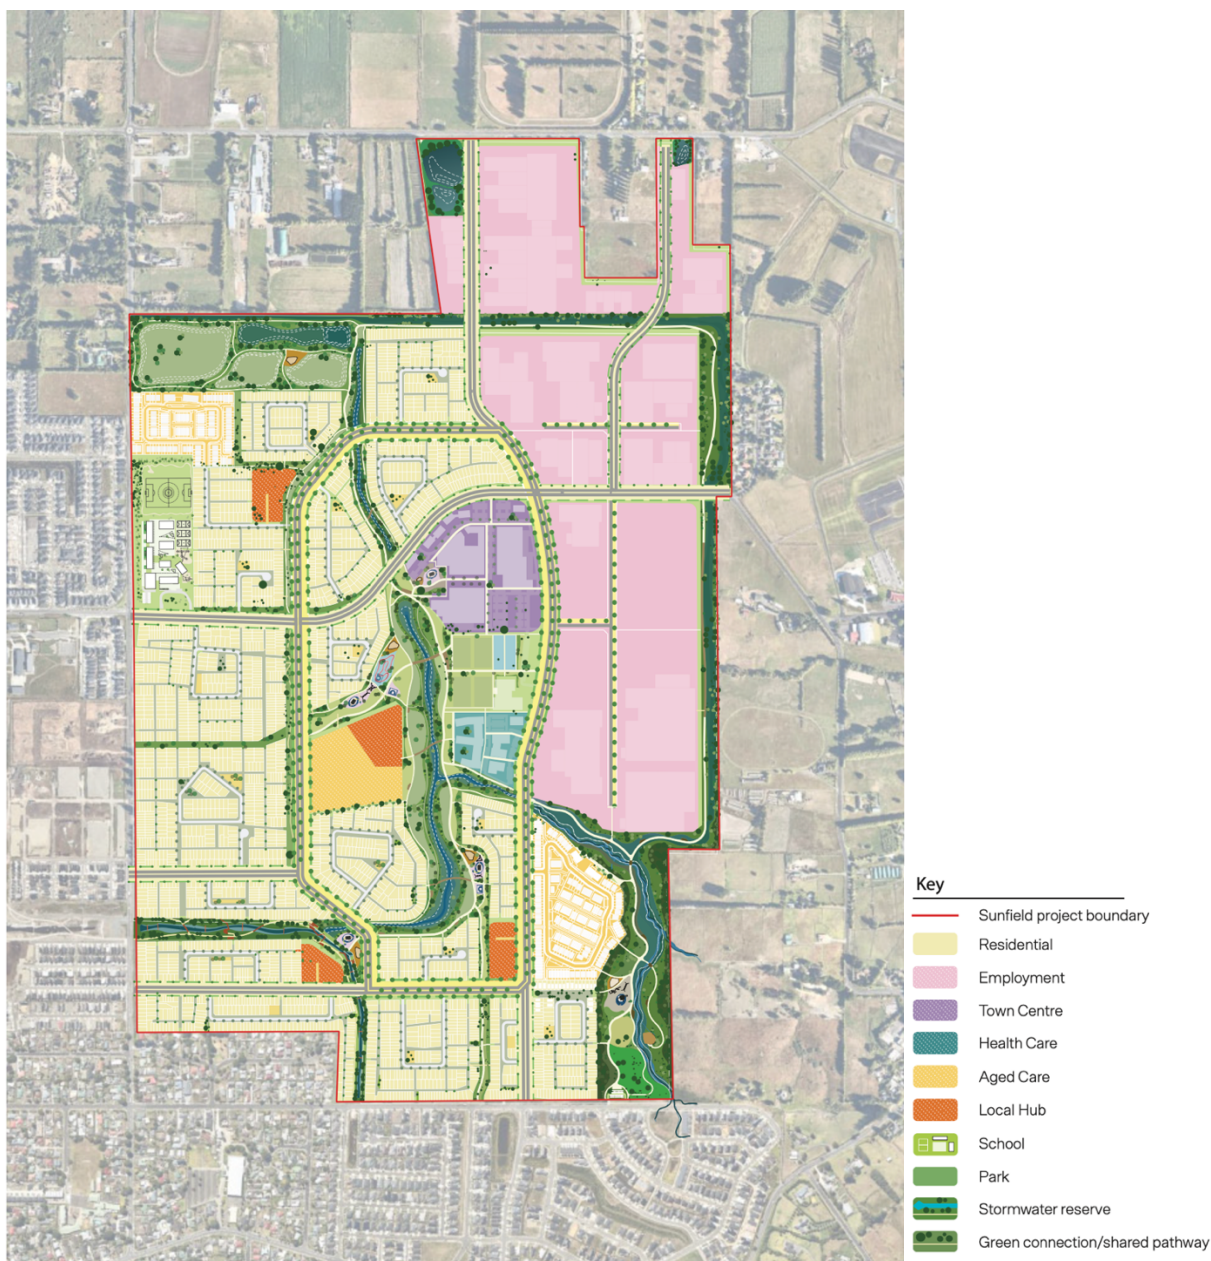 Key
Sunfield project boundary
Residential
Employment
Town Centre
Health Care
Aged Care
Local Hub
School
Park
Stormwater reserve
Green connection/shared pathway